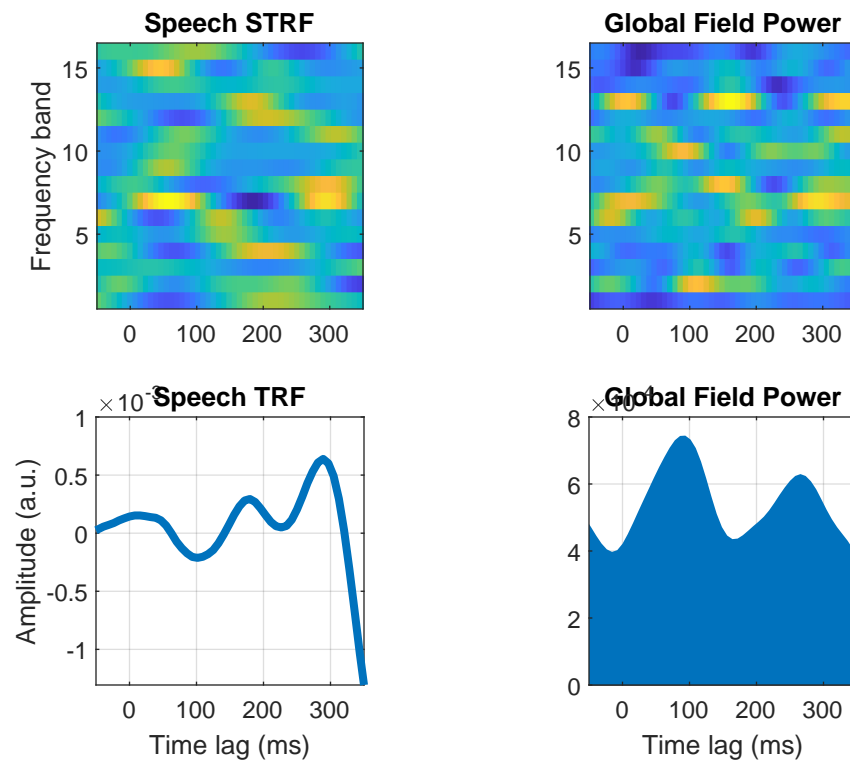 Speech STRF
Frequency band
15
10
5
0 100 200 300
Global Field Power
15
10
5
0 100 200 300
Speech TRF
Amplitude (a.u.)
1
0.5
0
-0.5
-1
0 100 200 300
Time lag (ms)
Global Field Power
8
6
4
2
0
0 100 200 300
Time lag (ms)